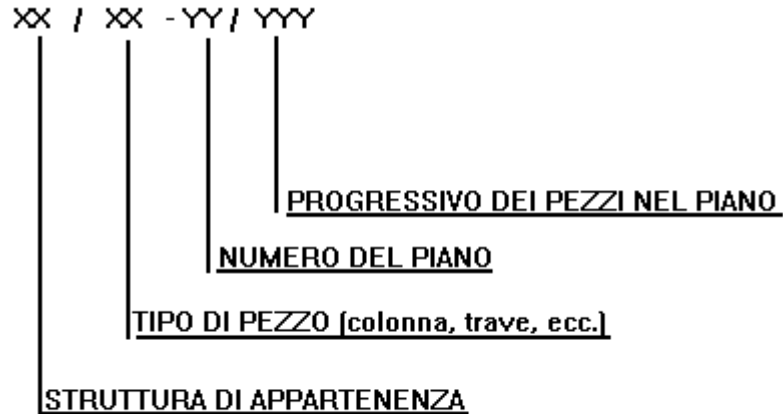 XX / XX - YY / YYY
PROGRESSIVO DEI PEZZI NEL PIANO
NUMERO DEL PIANO
TIPO DI PEZZO (colonna, trave, ecc.)
STRUTTURA DI APPARTENENZA